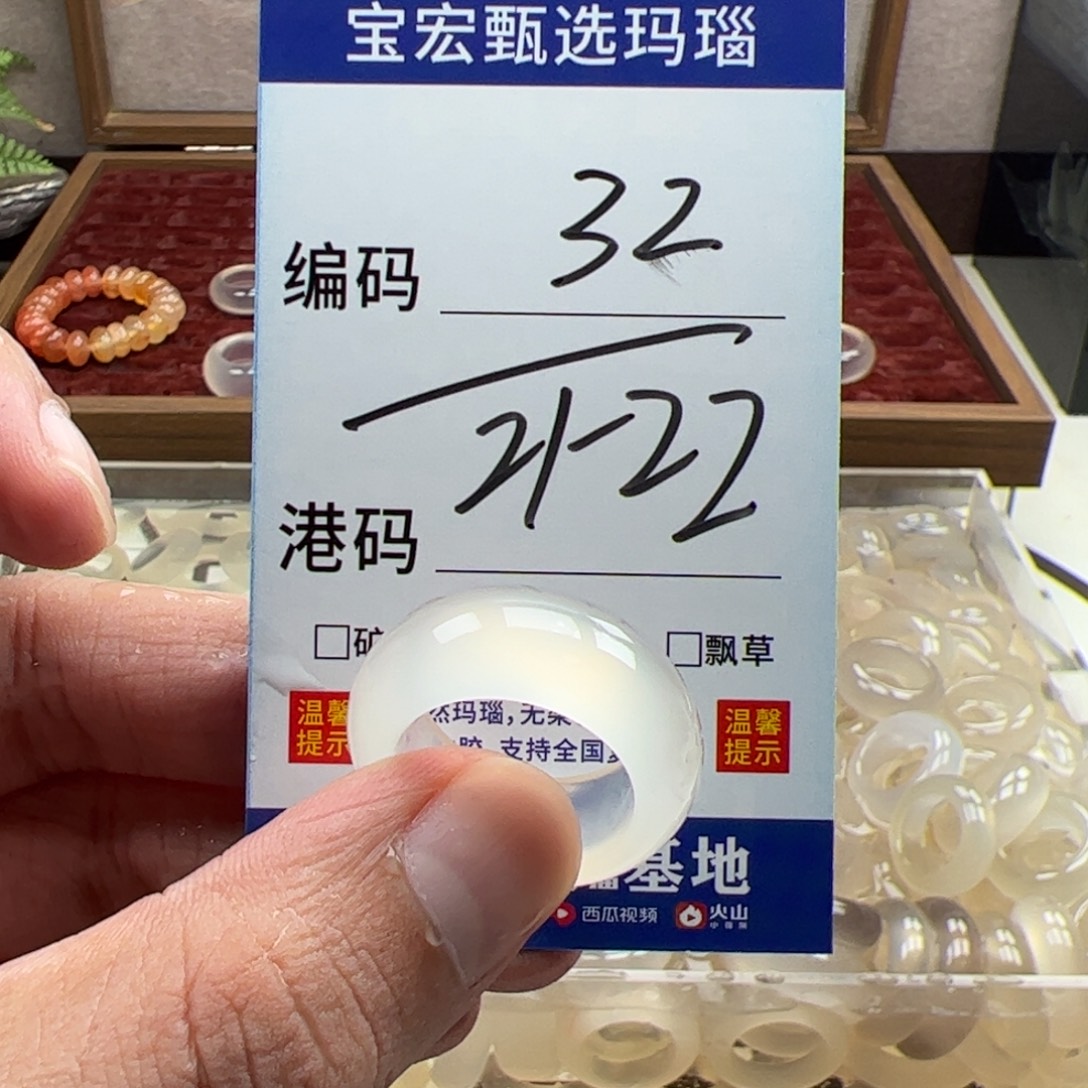 宝宏甄选玛瑙
编码 32
港码 21-22
□矿 □飘草
温馨提示 然玛瑙，无染 温馨提示
胶，支持全国
基地
西瓜视频 火山